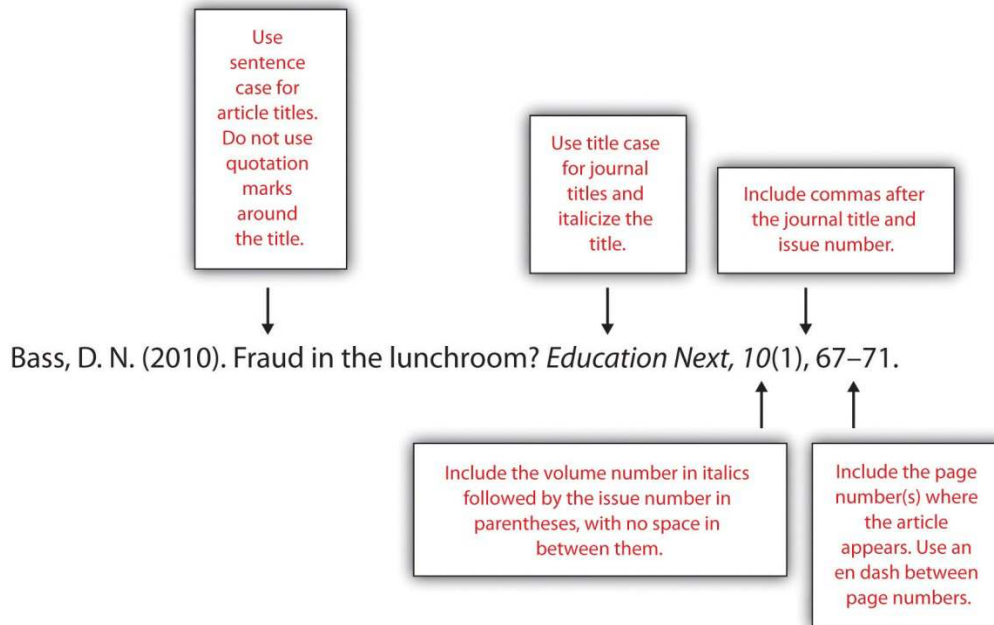 Use
sentence
case for
article titles.
Do not use
quotation
marks
around
the title.
Use title case
for journal
titles and
italicize the
title.
Include commas after
the journal title and
issue number.
Bass, D. N. (2010). Fraud in the lunchroom? Education Next, 10(1), 67–71.
Include the volume number in italics
followed by the issue number in
parentheses, with no space in
between them.
Include the page
number(s) where
the article
appears. Use an
en dash between
page numbers.